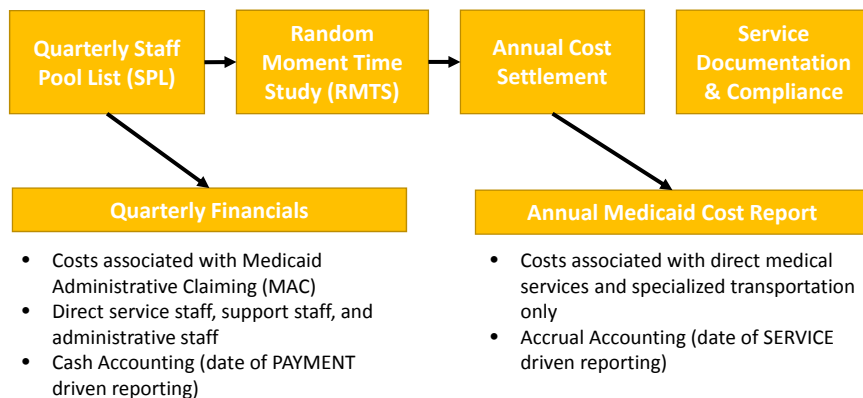 Quarterly Staff
Pool List (SPL)
Random
Moment Time
Study (RMTS)
Annual Cost
Settlement
Service
Documentation
& Compliance
Quarterly Financials
Annual Medicaid Cost Report
• Costs associated with Medicaid
Administrative Claiming (MAC)
• Direct service staff, support staff, and
administrative staff
• Cash Accounting (date of PAYMENT
driven reporting)
• Costs associated with direct medical
services and specialized transportation
only
• Accrual Accounting (date of SERVICE
driven reporting)